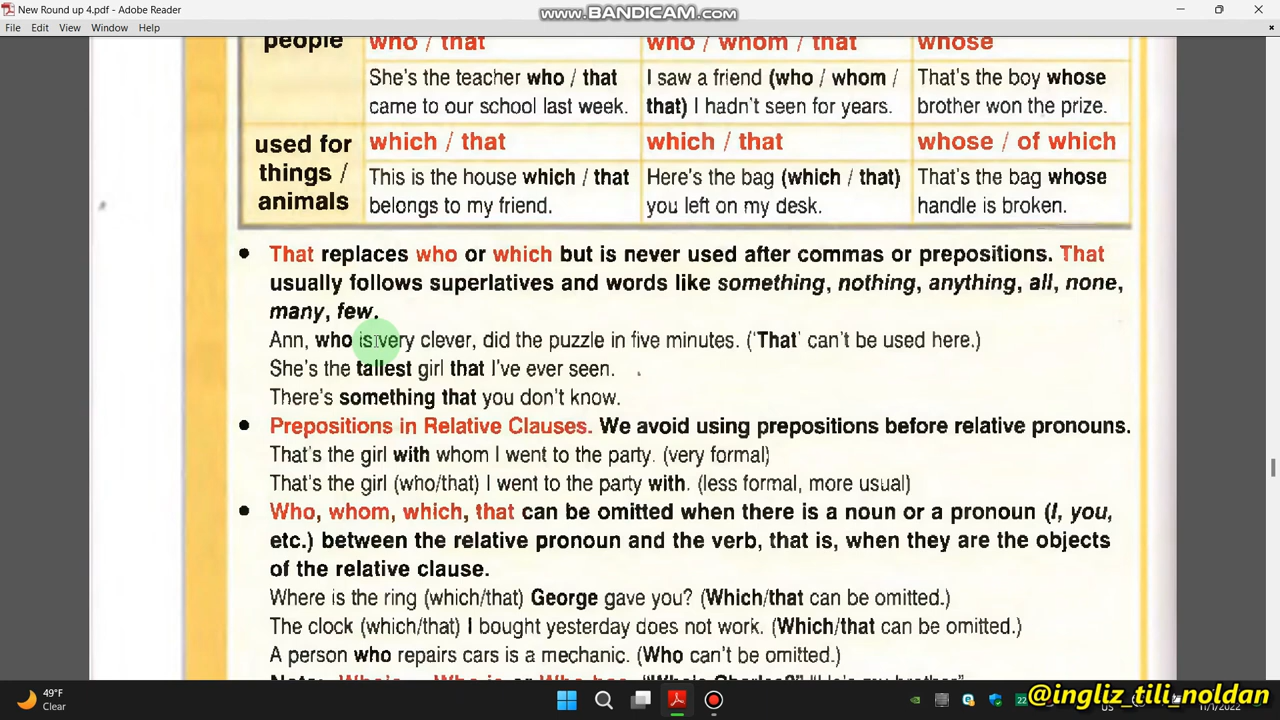 New Round up 4.pdf - Adobe Reader
www.BANDICAM.com
File Edit View Window Help
people who / that who / whom / that whose
She's the teacher who / that I saw a friend (who / whom / That's the boy whose
came to our school last week. that) I hadn't seen for years. brother won the prize.
used for things / animals which / that which / that whose / of which
This is the house which / that Here's the bag (which / that) That's the bag whose
belongs to my friend. you left on my desk. handle is broken.
• That replaces who or which but is never used after commas or prepositions. That
usually follows superlatives and words like something, nothing, anything, all, none,
many, few.
Ann, who is very clever, did the puzzle in five minutes. ('That' can't be used here.)
She's the tallest girl that I've ever seen.
There's something that you don't know.
• Prepositions in Relative Clauses. We avoid using prepositions before relative pronouns.
That's the girl with whom I went to the party. (very formal)
That's the girl (who/that) I went to the party with. (less formal, more usual)
• Who, whom, which, that can be omitted when there is a noun or a pronoun (I, you,
etc.) between the relative pronoun and the verb, that is, when they are the objects
of the relative clause.
Where is the ring (which/that) George gave you? (Which/that can be omitted.)
The clock (which/that) I bought yesterday does not work. (Which/that can be omitted.)
A person who repairs cars is a mechanic. (Who can't be omitted.)
49°F
Clear
@ingliz_tili_noldan